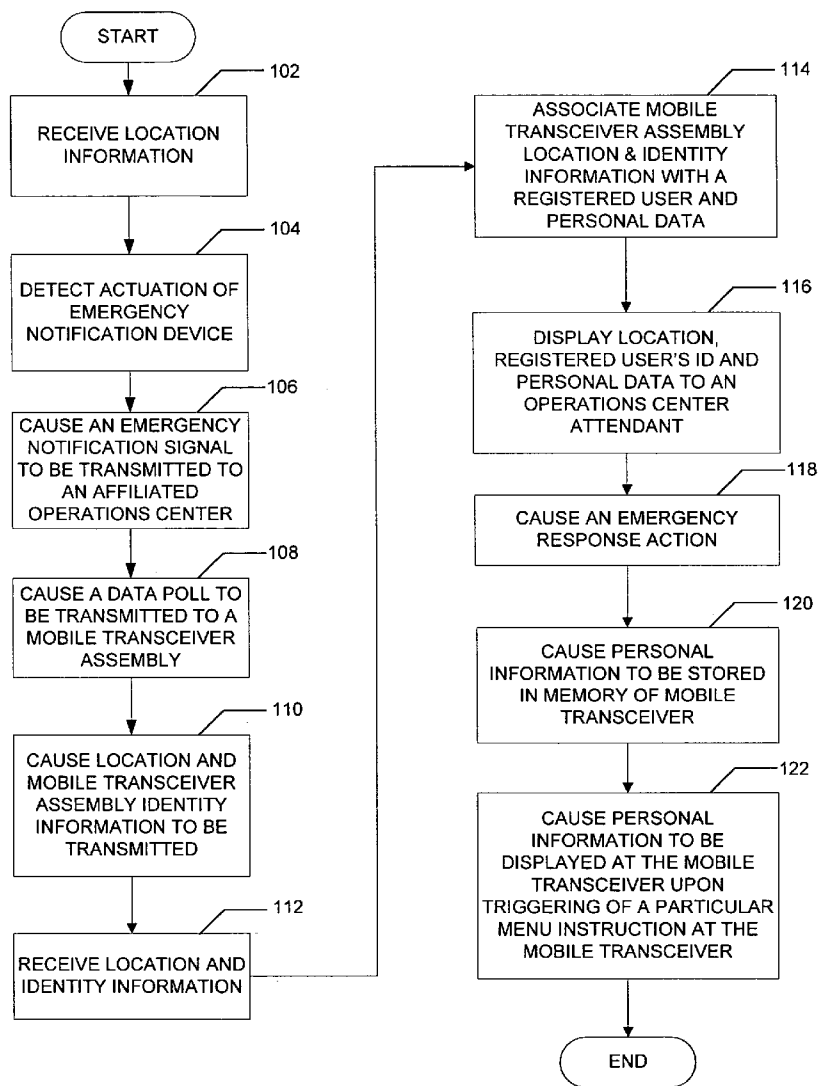 START
102
RECEIVE LOCATION
INFORMATION
104
DETECT ACTUATION OF
EMERGENCY
NOTIFICATION DEVICE
106
CAUSE AN EMERGENCY
NOTIFICATION SIGNAL
TO BE TRANSMITTED TO
AN AFFILIATED
OPERATIONS CENTER
108
CAUSE A DATA POLL TO
BE TRANSMITTED TO A
MOBILE TRANSCEIVER
ASSEMBLY
110
CAUSE LOCATION AND
MOBILE TRANSCEIVER
ASSEMBLY IDENTITY
INFORMATION TO BE
TRANSMITTED
112
RECEIVE LOCATION AND
IDENTITY INFORMATION
114
ASSOCIATE MOBILE
TRANSCEIVER ASSEMBLY
LOCATION & IDENTITY
INFORMATION WITH A
REGISTERED USER AND
PERSONAL DATA
116
DISPLAY LOCATION,
REGISTERED USER'S ID AND
PERSONAL DATA TO AN
OPERATIONS CENTER
ATTENDANT
118
CAUSE AN EMERGENCY
RESPONSE ACTION
120
CAUSE PERSONAL
INFORMATION TO BE STORED
IN MEMORY OF MOBILE
TRANSCEIVER
122
CAUSE PERSONAL
INFORMATION TO BE
DISPLAYED AT THE MOBILE
TRANSCEIVER UPON
TRIGGERING OF A PARTICULAR
MENU INSTRUCTION AT THE
MOBILE TRANSCEIVER
END